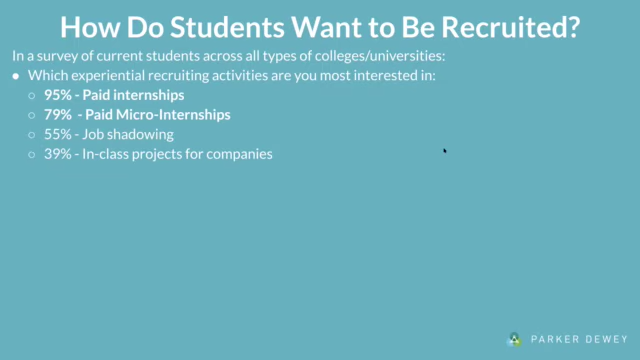 How Do Students Want to Be Recruited?
In a survey of current students across all types of colleges/universities:
● Which experiential recruiting activities are you most interested in:
○ 95% - Paid internships
○ 79% - Paid Micro-Internships
○ 55% - Job shadowing
○ 39% - In-class projects for companies
PARKER DEWEY